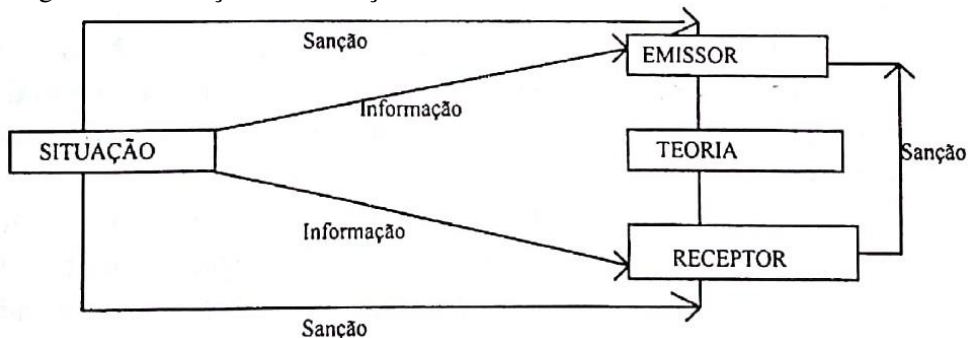 Sanção
EMISSOR
Informação
SITUAÇÃO
TEORIA
Sanção
Informação
RECEPTOR
Sanção